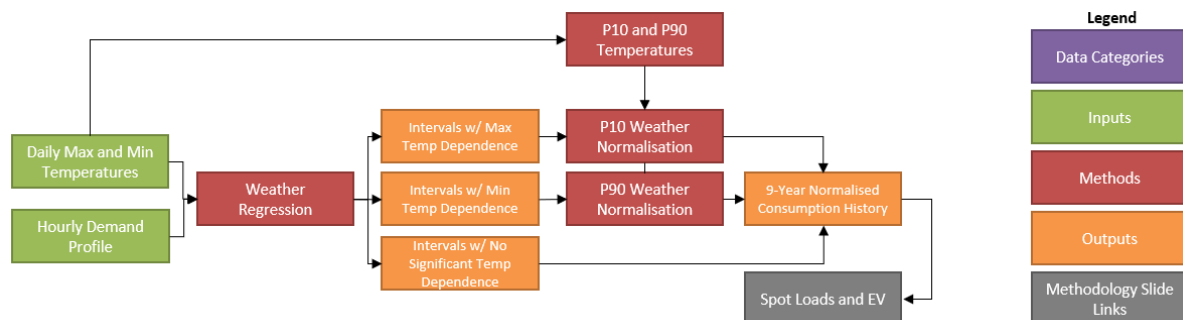 P10 and P90
Temperatures
Intervals w/ Max
Temp Dependence
P10 Weather
Normalisation
Daily Max and Min
Temperatures
Weather
Regression
Intervals w/ Min
Temp Dependence
P90 Weather
Normalisation
9-Year Normalised
Consumption History
Hourly Demand
Profile
Intervals w/ No
Significant Temp
Dependence
Spot Loads and EV
Legend
Data Categories
Inputs
Methods
Outputs
Methodology Slide
Links